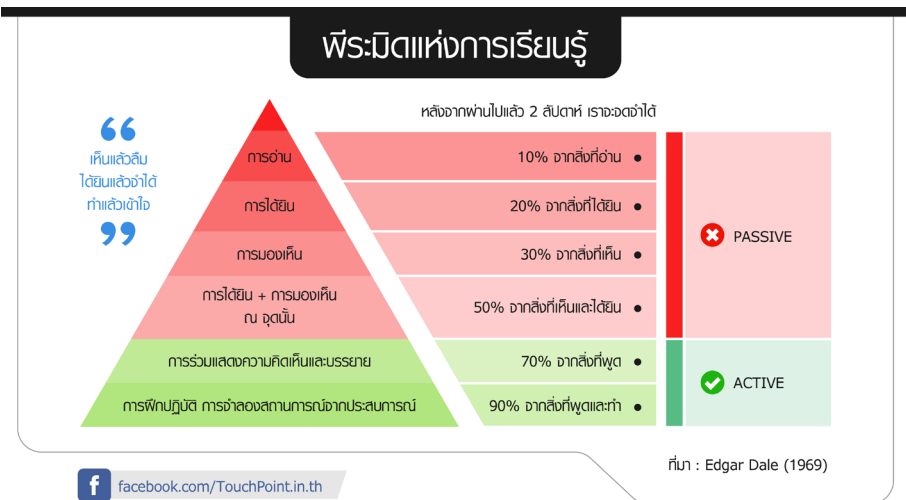 พีระมิดแห่งการเรียนรู้
หลังจากผ่านไปแล้ว 2 สัปดาห์ เราจะจดจำได้
“
เห็นแล้วลืม
ได้ยินแล้วจำได้
ทำแล้วเข้าใจ
”
การอ่าน
10% จากสิ่งที่อ่าน ●
การได้ยิน
20% จากสิ่งที่ได้ยิน ●
การมองเห็น
30% จากสิ่งที่เห็น ●
การได้ยิน + การมองเห็น
ณ จุดนั้น
50% จากสิ่งที่เห็นและได้ยิน ●
PASSIVE
การร่วมแสดงความคิดเห็นและบรรยาย
70% จากสิ่งที่พูด ●
การฝึกปฏิบัติ การจำลองสถานการณ์จากประสบการณ์
90% จากสิ่งที่พูดและทำ ●
ACTIVE
ที่มา : Edgar Dale (1969)
f facebook.com/TouchPoint.in.th